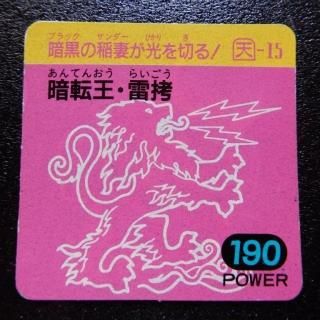 ブラック サンダー ひかり き
暗黒の稲妻が光を切る! 天-15
あんてんおう らいごう
暗転王・雷拷
190
POWER